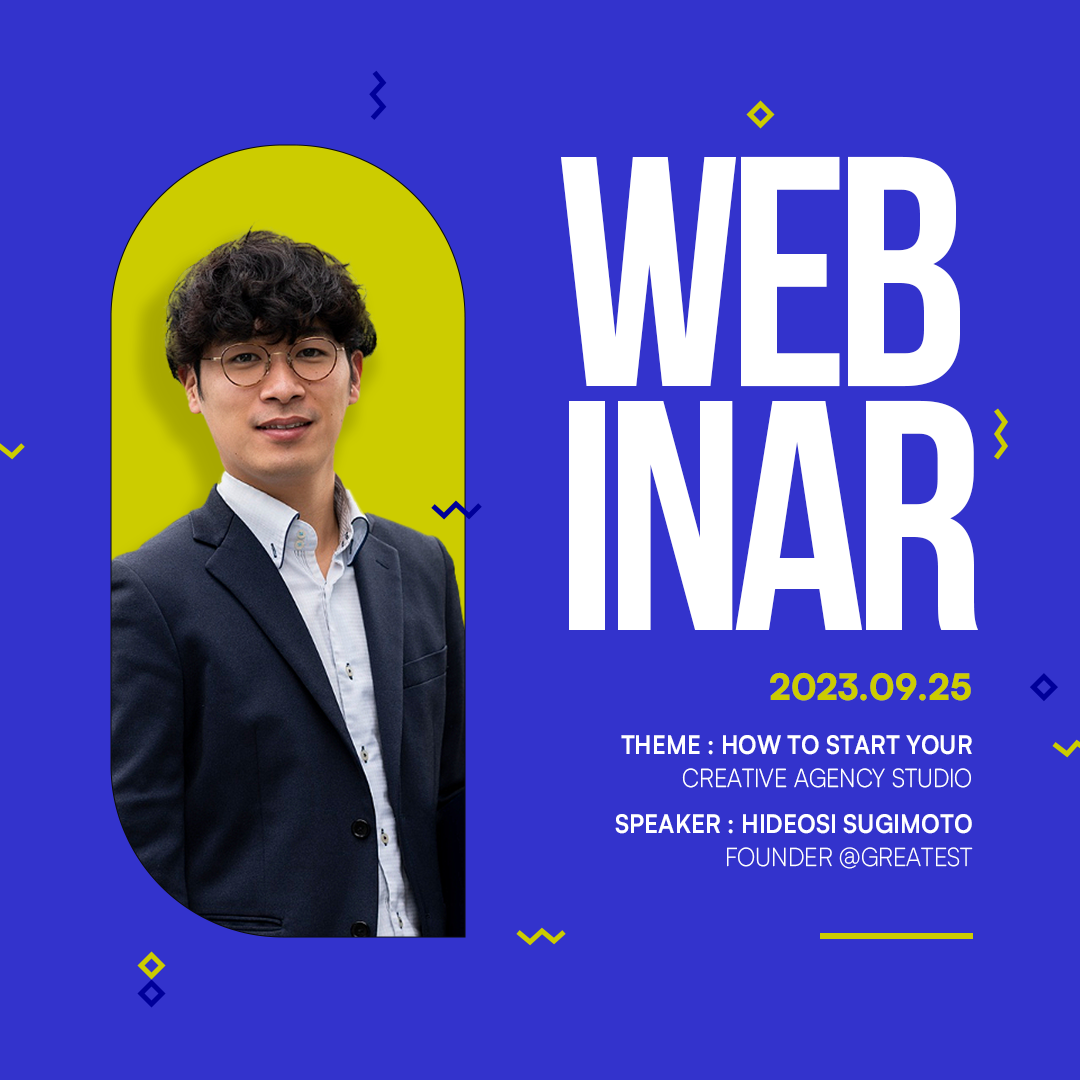 WEB
INAR
2023.09.25
THEME : HOW TO START YOUR
CREATIVE AGENCY STUDIO
SPEAKER : HIDEOSI SUGIMOTO
FOUNDER @GREATEST